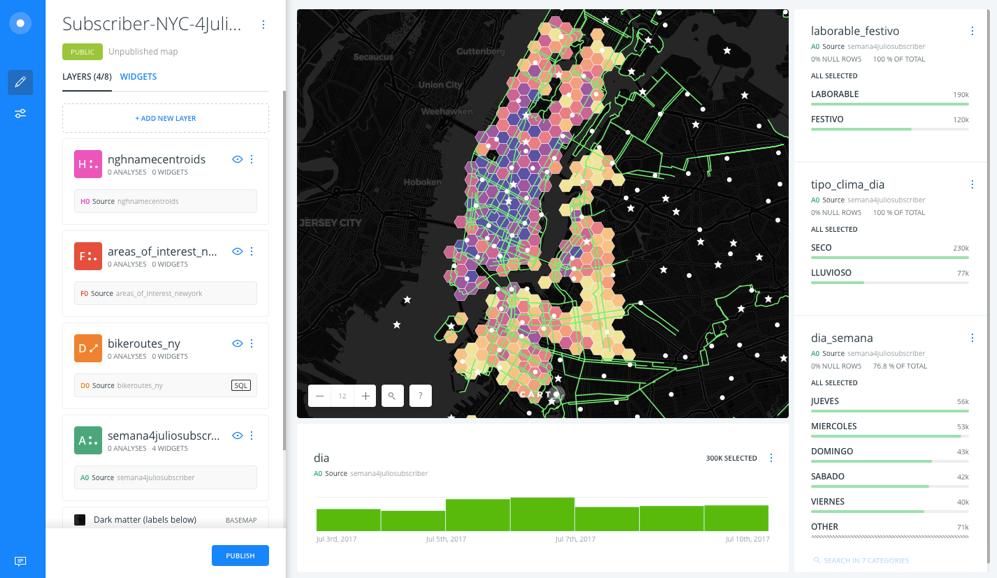 Subscriber-NYC-4Juli...
PUBLIC Unpublished map
LAYERS (4/8) WIDGETS
+ ADD NEW LAYER
H nghnamecentroids
0 ANALYSES 0 WIDGETS
H0 Source nghnamecentroids
F areas_of_interest_n...
0 ANALYSES 0 WIDGETS
F0 Source areas_of_interest_newyork
D bikeroutes_ny
0 ANALYSES 0 WIDGETS
D0 Source bikeroutes_ny SQL
A semana4juliosubscr...
0 ANALYSES 4 WIDGETS
A0 Source semana4juliosubscriber
Dark matter (labels below) BASEMAP
PUBLISH
Secaucus
Guttenberg
Union City
Weehawken
Hoboken
JERSEY CITY
CARTO
12
?
dia
300K SELECTED
A0 Source semana4juliosubscriber
Jul 3rd, 2017 Jul 5th, 2017 Jul 7th, 2017 Jul 10th, 2017
laborable_festivo
A0 Source semana4juliosubscriber
0% NULL ROWS 100 % OF TOTAL
ALL SELECTED
LABORABLE 190k
FESTIVO 120k
tipo_clima_dia
A0 Source semana4juliosubscriber
0% NULL ROWS 100 % OF TOTAL
ALL SELECTED
SECO 230k
LLUVIOSO 77k
dia_semana
A0 Source semana4juliosubscriber
0% NULL ROWS 76.8 % OF TOTAL
ALL SELECTED
JUEVES 56k
MIERCOLES 53k
DOMINGO 43k
SABADO 42k
VIERNES 40k
OTHER 71k
SEARCH IN 7 CATEGORIES